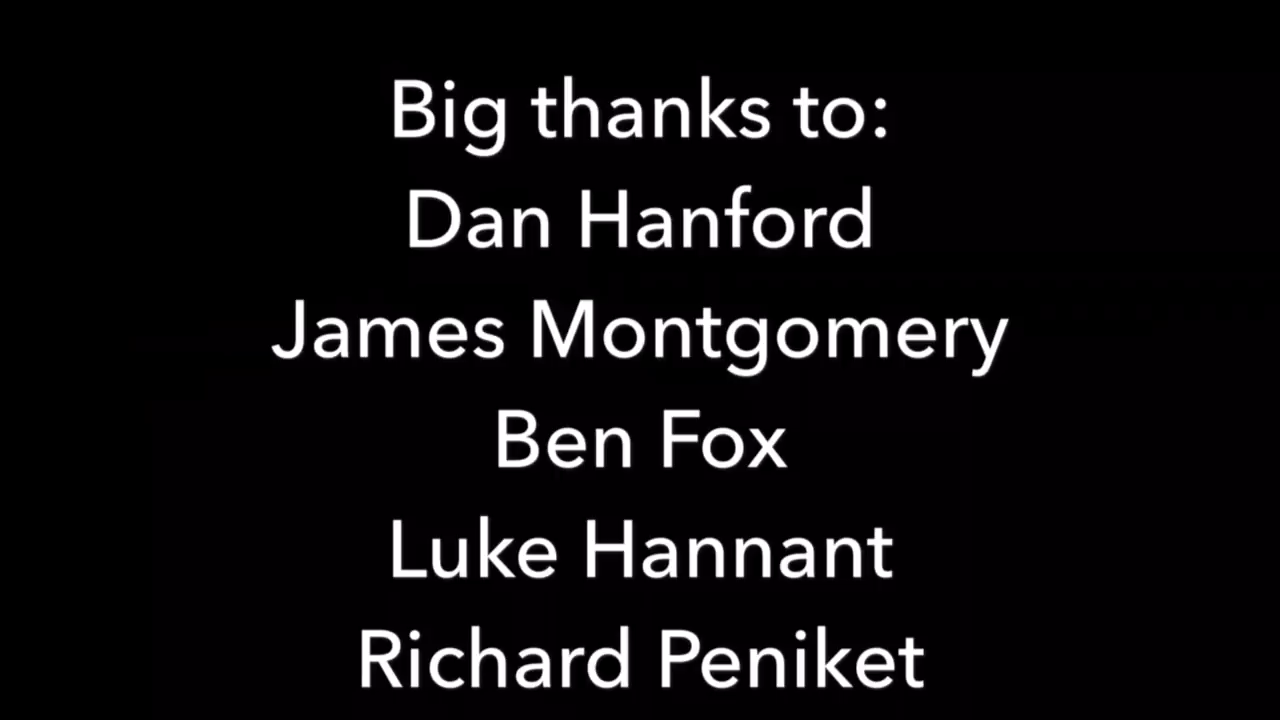 Big thanks to:
Dan Hanford
James Montgomery
Ben Fox
Luke Hannant
Richard Peniket